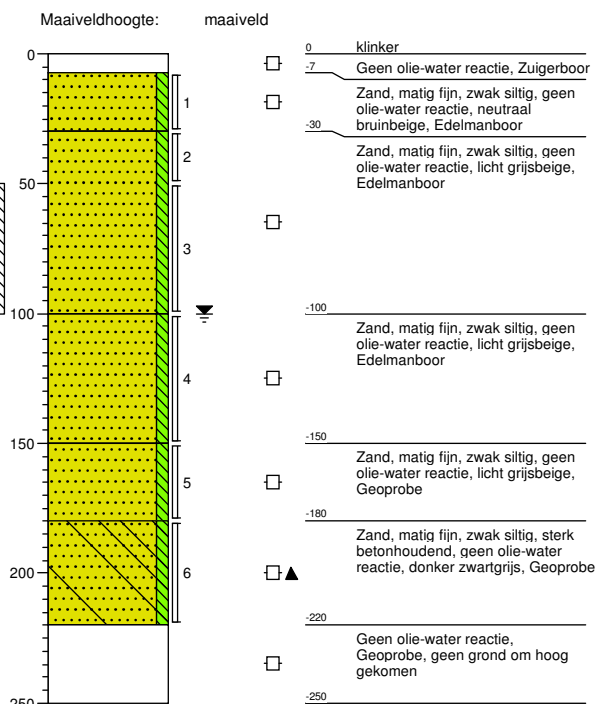 Maaiveldhoogte: maaiveld
0
50
100
150
200
250
1
2
3
4
5
6
0 klinker
-7 Geen olie-water reactie, Zuigerboor
Zand, matig fijn, zwak siltig, geen
olie-water reactie, neutraal
bruinbeige, Edelmanboor
-30
Zand, matig fijn, zwak siltig, geen
olie-water reactie, licht grijsbeige,
Edelmanboor
-100
Zand, matig fijn, zwak siltig, geen
olie-water reactie, licht grijsbeige,
Edelmanboor
-150
Zand, matig fijn, zwak siltig, geen
olie-water reactie, licht grijsbeige,
Geoprobe
-180
Zand, matig fijn, zwak siltig, sterk
betonhoudend, geen olie-water
reactie, donker zwartgrijs, Geoprobe
-220
Geen olie-water reactie,
Geoprobe, geen grond om hoog
gekomen
-250